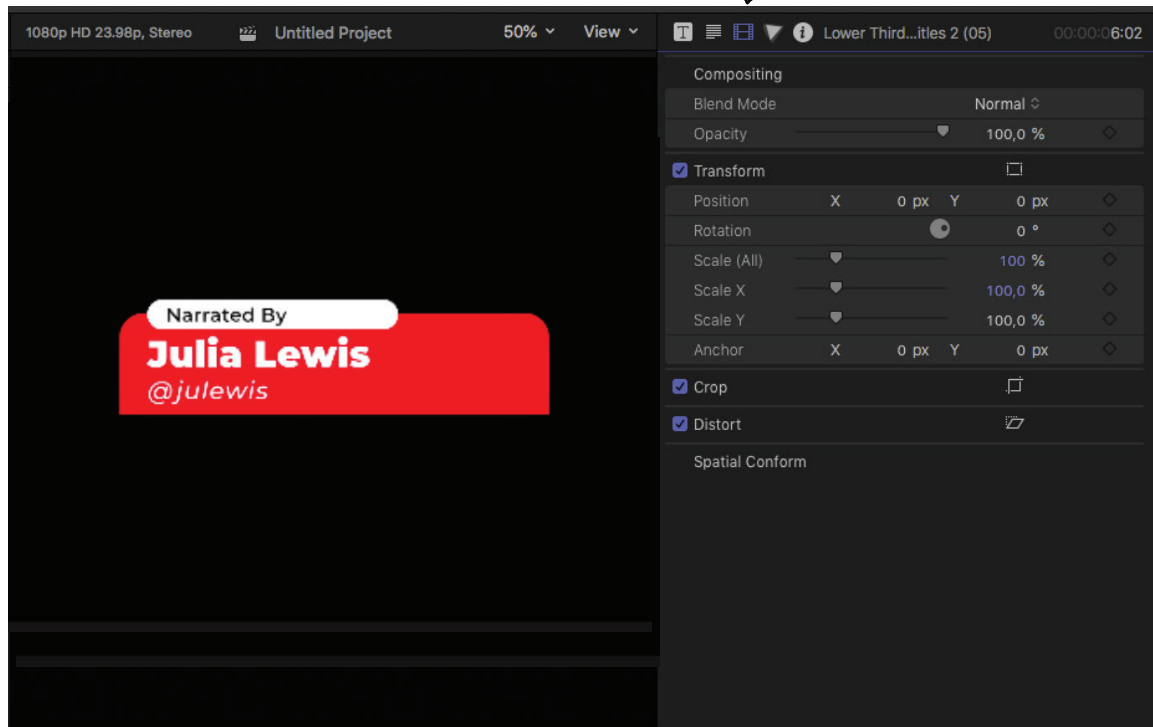 1080p HD 23.98p, Stereo Untitled Project 50% View
T i Lower Third...itles 2 (05) 00:00:06:02
Compositing
Blend Mode Normal
Opacity 100,0 %
Transform
Position X 0 px Y 0 px
Rotation 0 °
Scale (All) 100 %
Scale X 100,0 %
Scale Y 100,0 %
Anchor X 0 px Y 0 px
Crop
Distort
Spatial Conform
Narrated By
Julia Lewis
@julewis